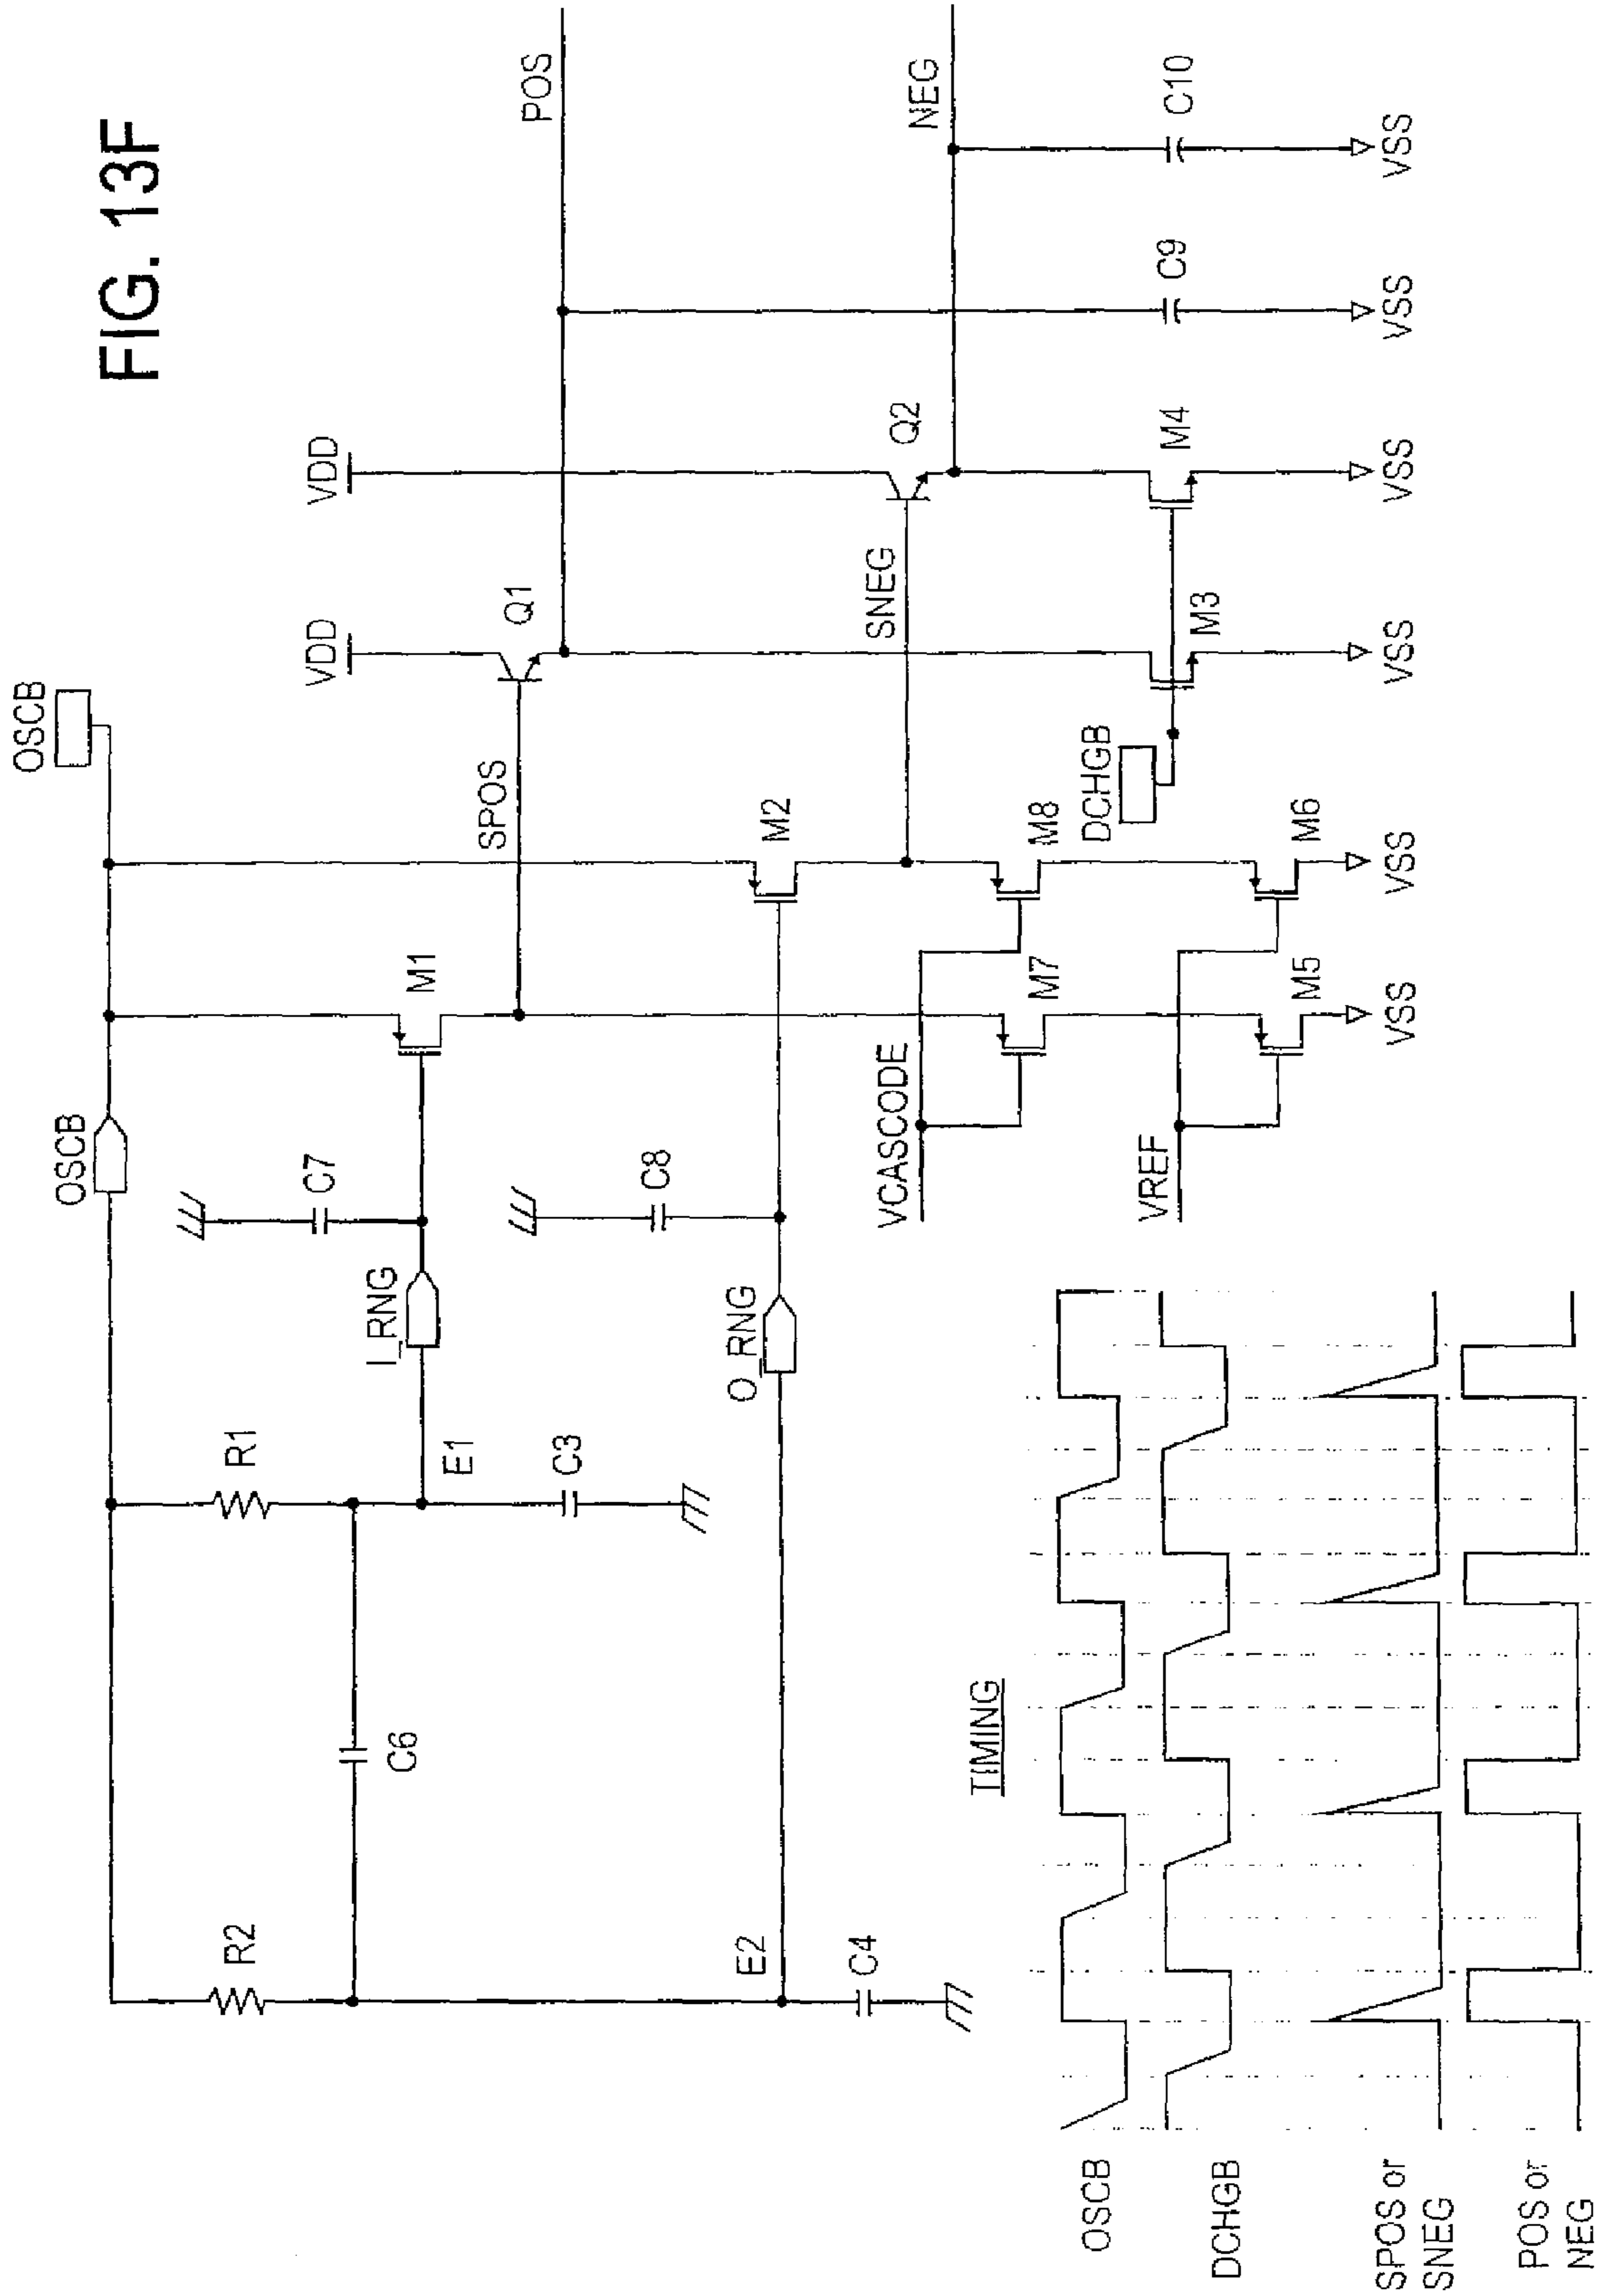 FIG. 13F
OSCB
OSCB
VDD
VDD
POS
NEG
R2
R1
C6
E1
C3
I_RNG
C7
M1
SPOS
Q1
E2
C4
O_RNG
C8
M2
SNEG
Q2
C9
C10
VCASCODE
M7
M8
VREF
M5
M6
DCHGB
M3
M4
VSS
VSS
VSS
VSS
VSS
VSS
TIMING
OSCB
DCHGB
SPOS or
SNEG
POS or
NEG